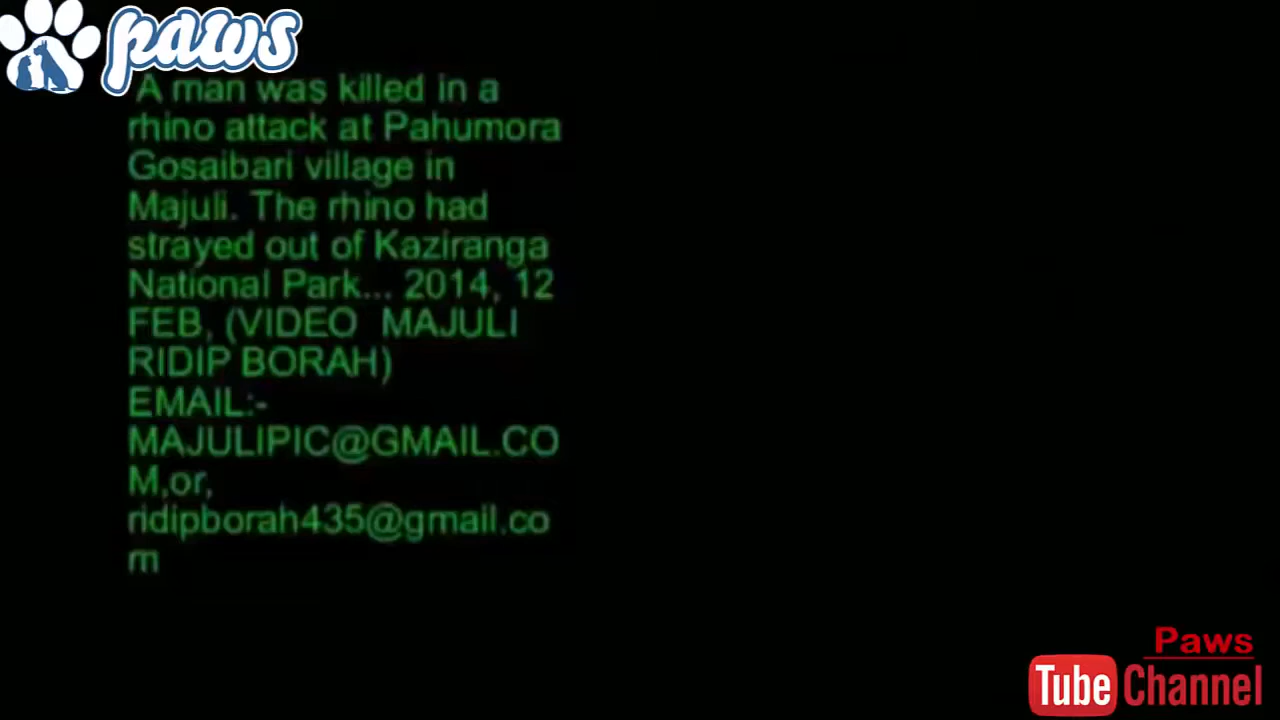 paws
A man was killed in a
rhino attack at Pahumora
Gosaibari village in
Majuli. The rhino had
strayed out of Kaziranga
National Park... 2014, 12
FEB, (VIDEO MAJULI
RIDIP BORAH)
EMAIL:-
MAJULIPIC@GMAIL.CO
M,or,
ridipborah435@gmail.co
m
Paws
Tube Channel